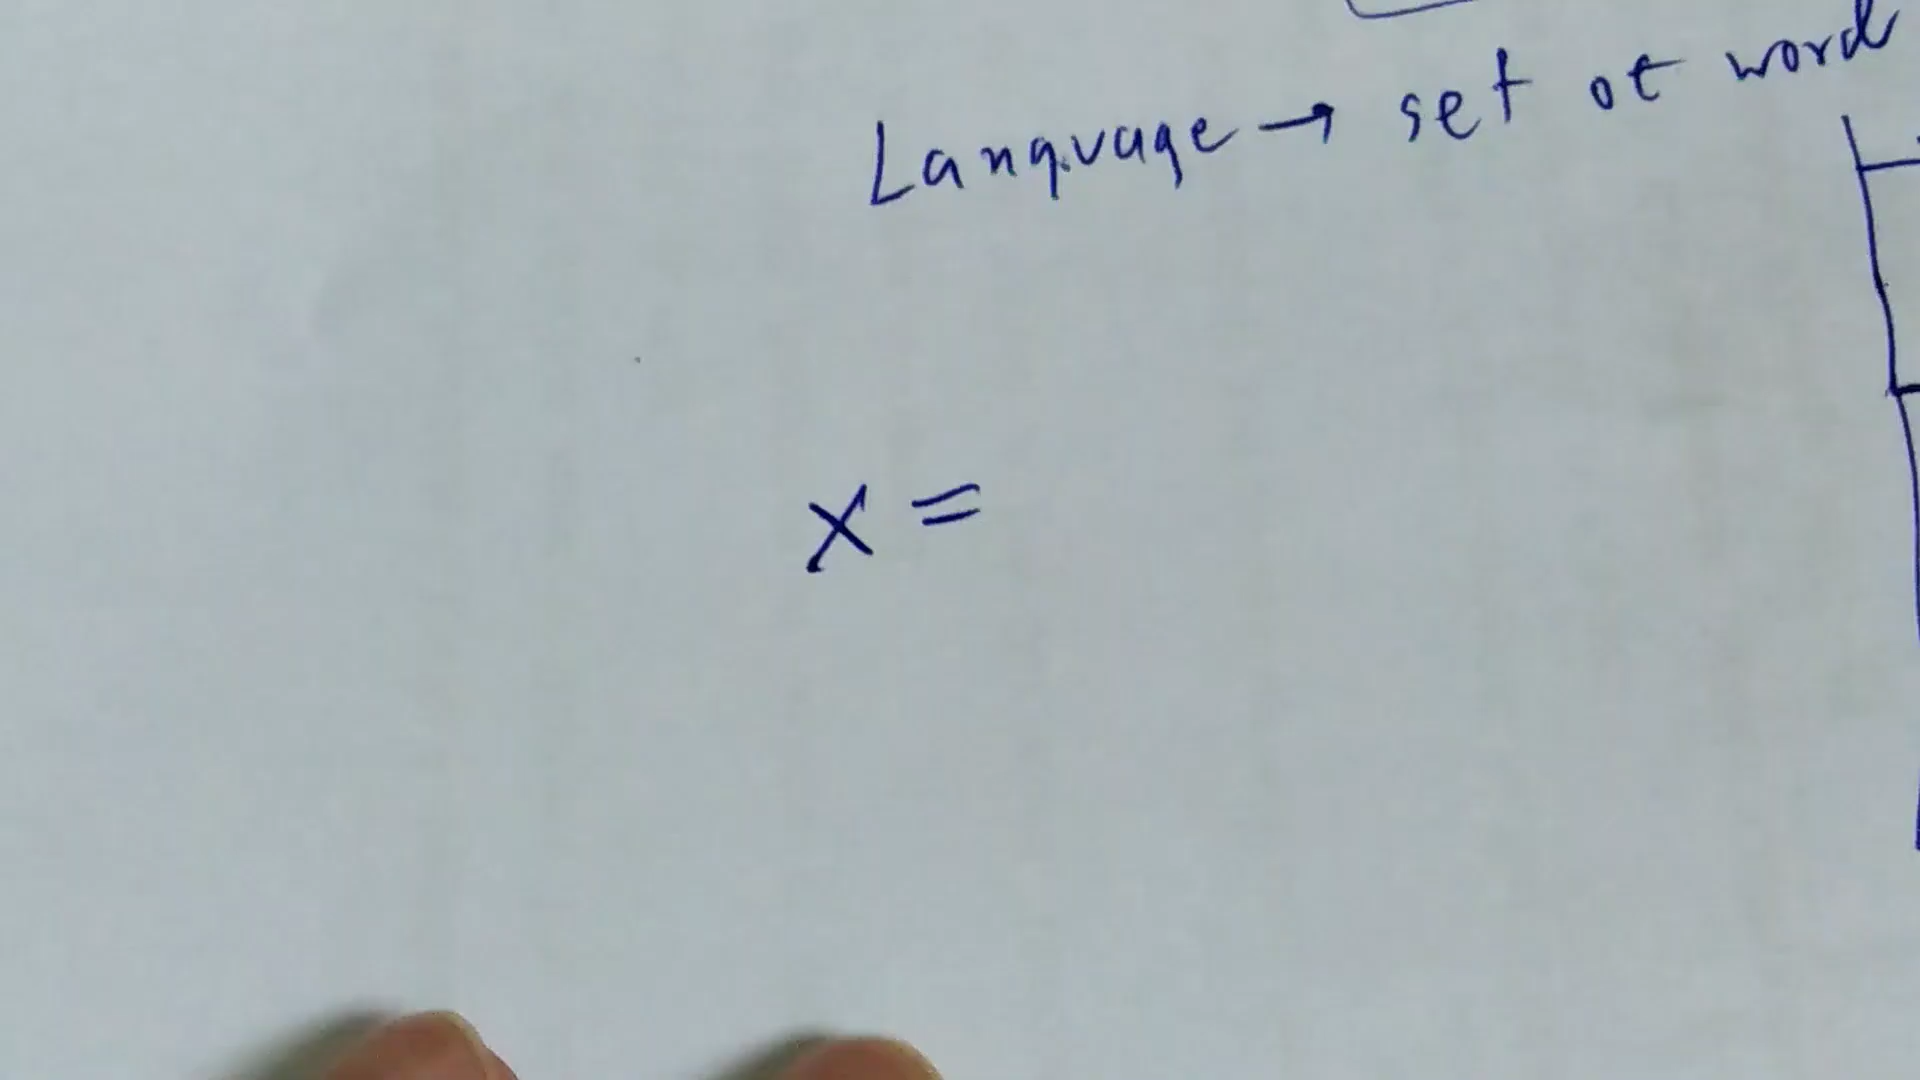 Language → set of word
x =